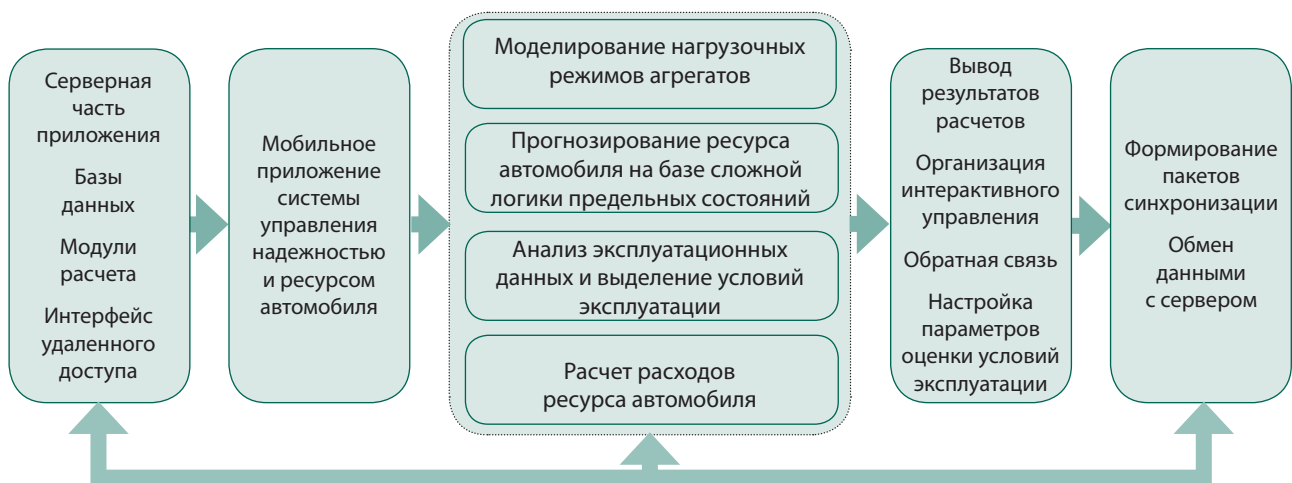 Серверная
часть
приложения
Базы
данных
Модули
расчета
Интерфейс
удаленного
доступа
Мобильное
приложение
системы
управления
надежностью
и ресурсом
автомобиля
Моделирование нагрузочных
режимов агрегатов
Прогнозирование ресурса
автомобиля на базе сложной
логики предельных состояний
Анализ эксплуатационных
данных и выделение условий
эксплуатации
Расчет расходов
ресурса автомобиля
Вывод
результатов
расчетов
Организация
интерактивного
управления
Обратная связь
Настройка
параметров
оценки условий
эксплуатации
Формирование
пакетов
синхронизации
Обмен
данными
с сервером